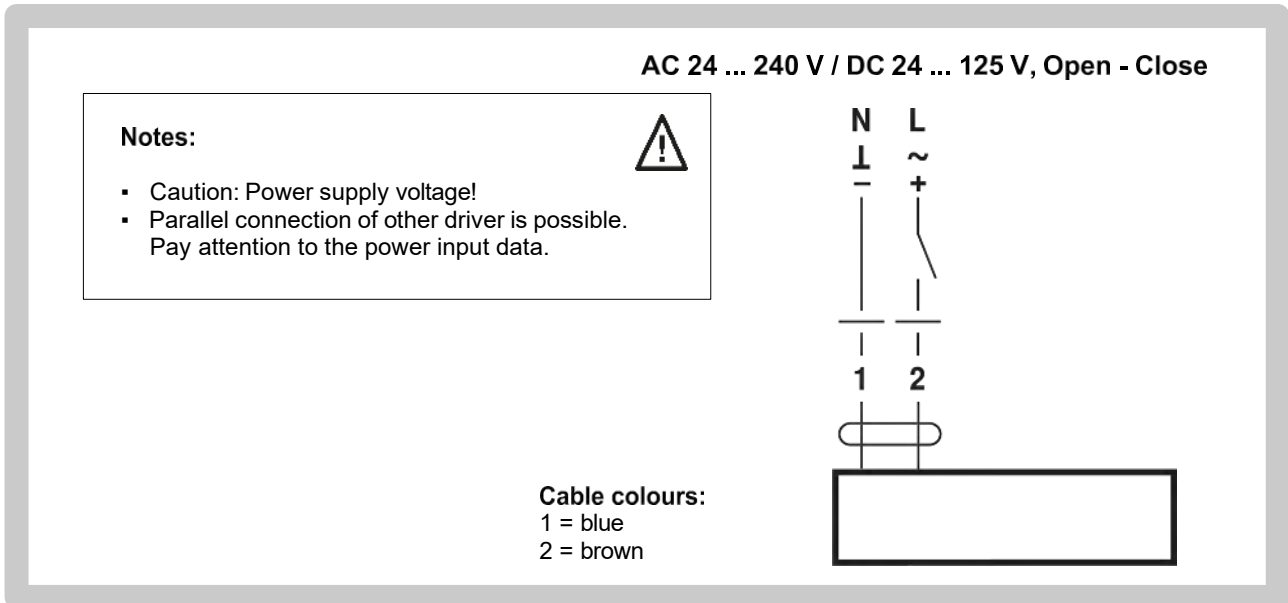 AC 24 ... 240 V / DC 24 ... 125 V, Open - Close
Notes:
▪ Caution: Power supply voltage!
▪ Parallel connection of other driver is possible.
Pay attention to the power input data.
N L
⊥ ~
– +
1 2
Cable colours:
1 = blue
2 = brown